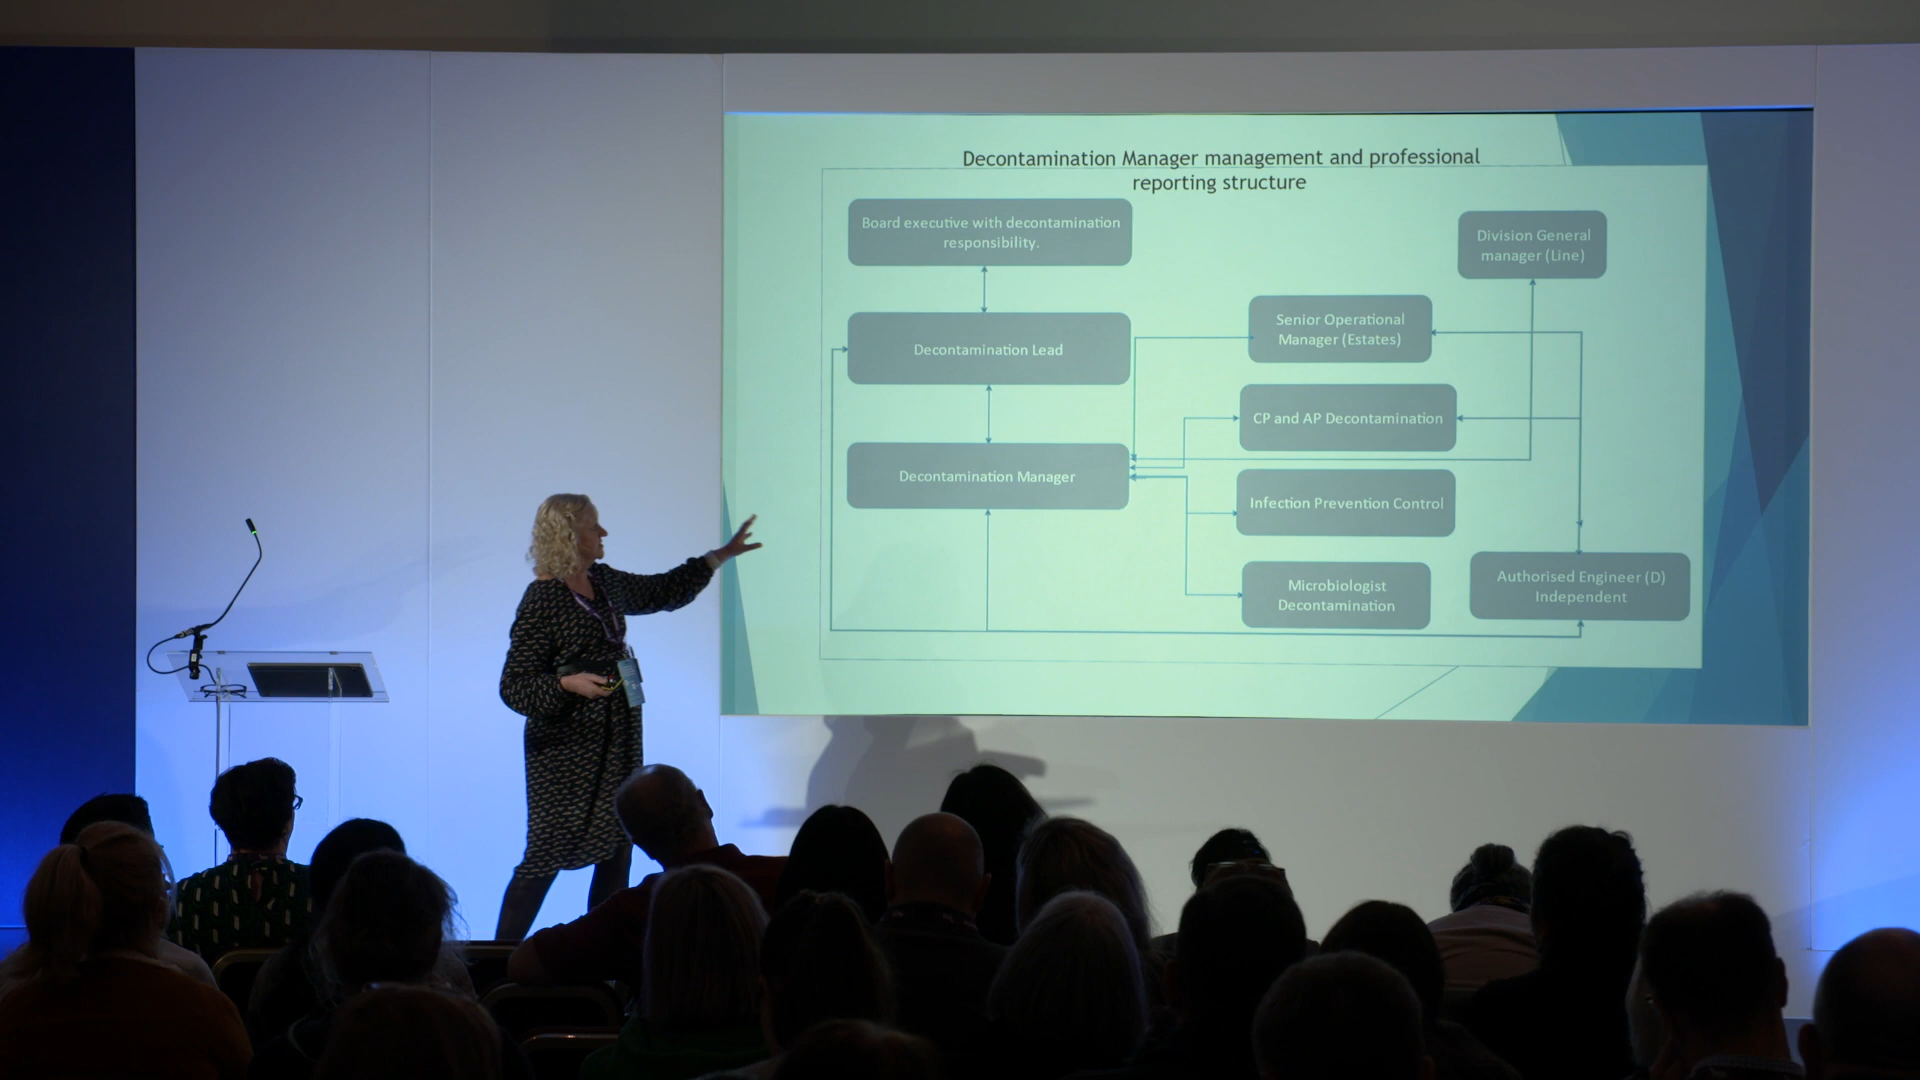 Decontamination Manager management and professional
reporting structure
Board executive with decontamination
responsibility.
Division General
manager (Line)
Senior Operational
Manager (Estates)
Decontamination Lead
CP and AP Decontamination
Decontamination Manager
Infection Prevention Control
Microbiologist
Decontamination
Authorised Engineer (D)
Independent